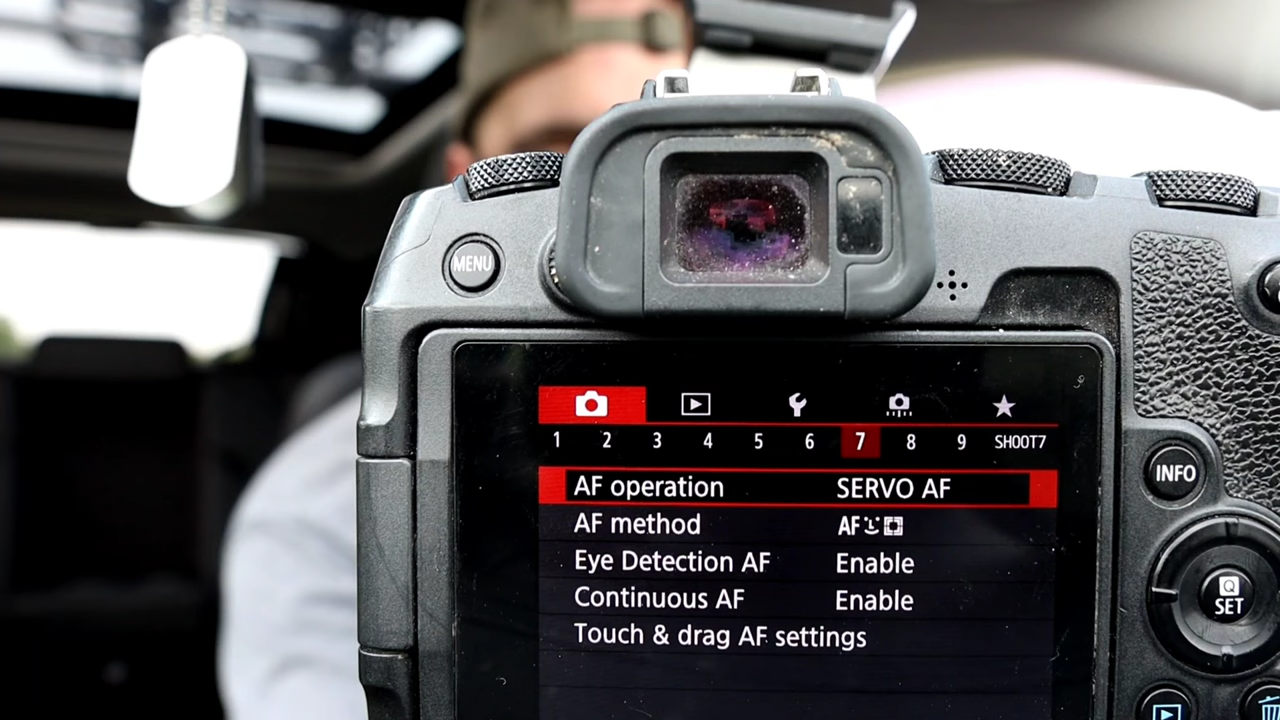 MENU
1 2 3 4 5 6 7 8 9 SHOOT7
AF operation SERVO AF
AF method AF
Eye Detection AF Enable
Continuous AF Enable
Touch & drag AF settings
INFO
Q
SET